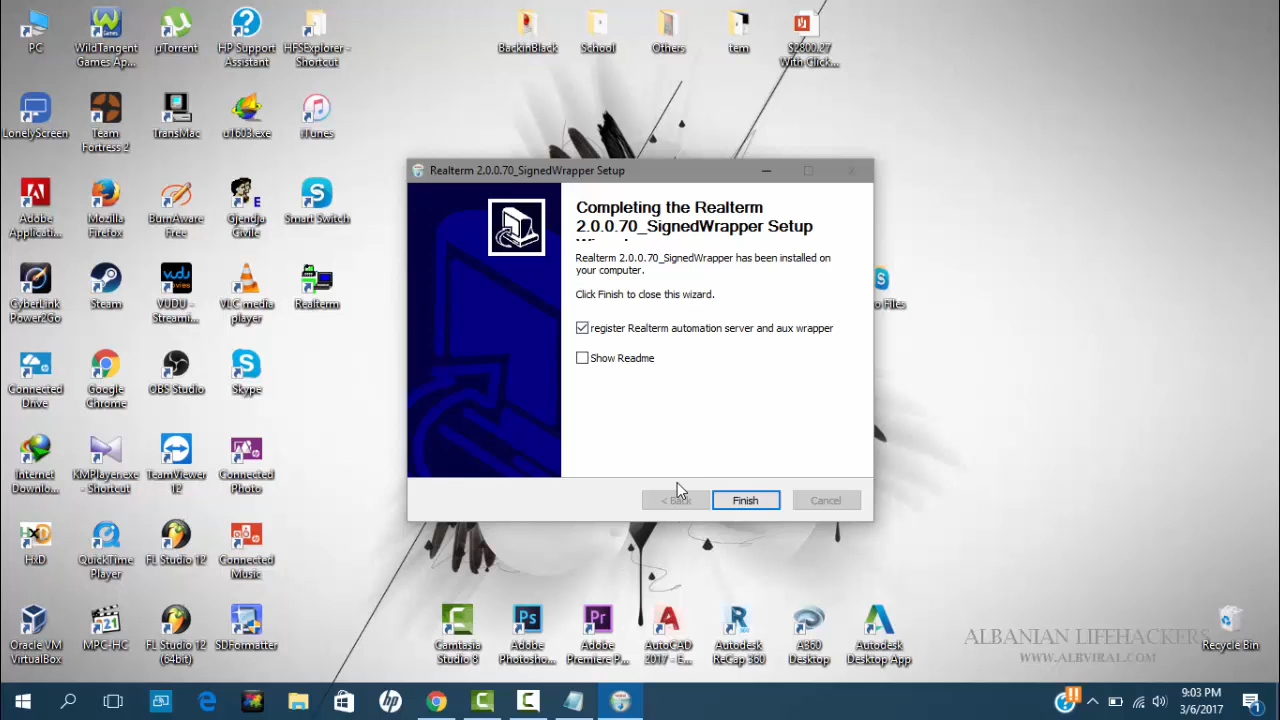 PC
WildTangent
Games Ap...
µTorrent
HP Support
Assistant
HFSExplorer -
Shortcut
BackinBlack
School
Others
tem
$2800.27
With Click...
LonelyScreen
Team
Fortress 2
TransMac
u1603.exe
iTunes
Adobe
Applicati...
Mozilla
Firefox
BurnAware
Free
Gjendja
Civile
Smart Switch
CyberLink
Power2Go
Steam
VUDU -
Streami...
VLC media
player
Realterm
Connected
Drive
Google
Chrome
OBS Studio
Skype
Internet
Downlo...
KMPlayer.exe
- Shortcut
TeamViewer
12
Connected
Photo
HxD
QuickTime
Player
FL Studio 12
Connected
Music
Oracle VM
VirtualBox
MPC-HC
FL Studio 12
(64bit)
SDFormatter
Realterm 2.0.0.70_SignedWrapper Setup
Completing the Realterm
2.0.0.70_SignedWrapper Setup
Realterm 2.0.0.70_SignedWrapper has been installed on
your computer.
Click Finish to close this wizard.
register Realterm automation server and aux wrapper
Show Readme
< Back
Finish
Cancel
o Files
Camtasia
Studio 8
Adobe
Photosho...
Adobe
Premiere P...
AutoCAD
2017 - E...
Autodesk
ReCap 360
A360
Desktop
Autodesk
Desktop App
ALBANIAN LIFEHACKERS
WWW.ALBVIRAL.COM
Recycle Bin
9:03 PM
3/6/2017